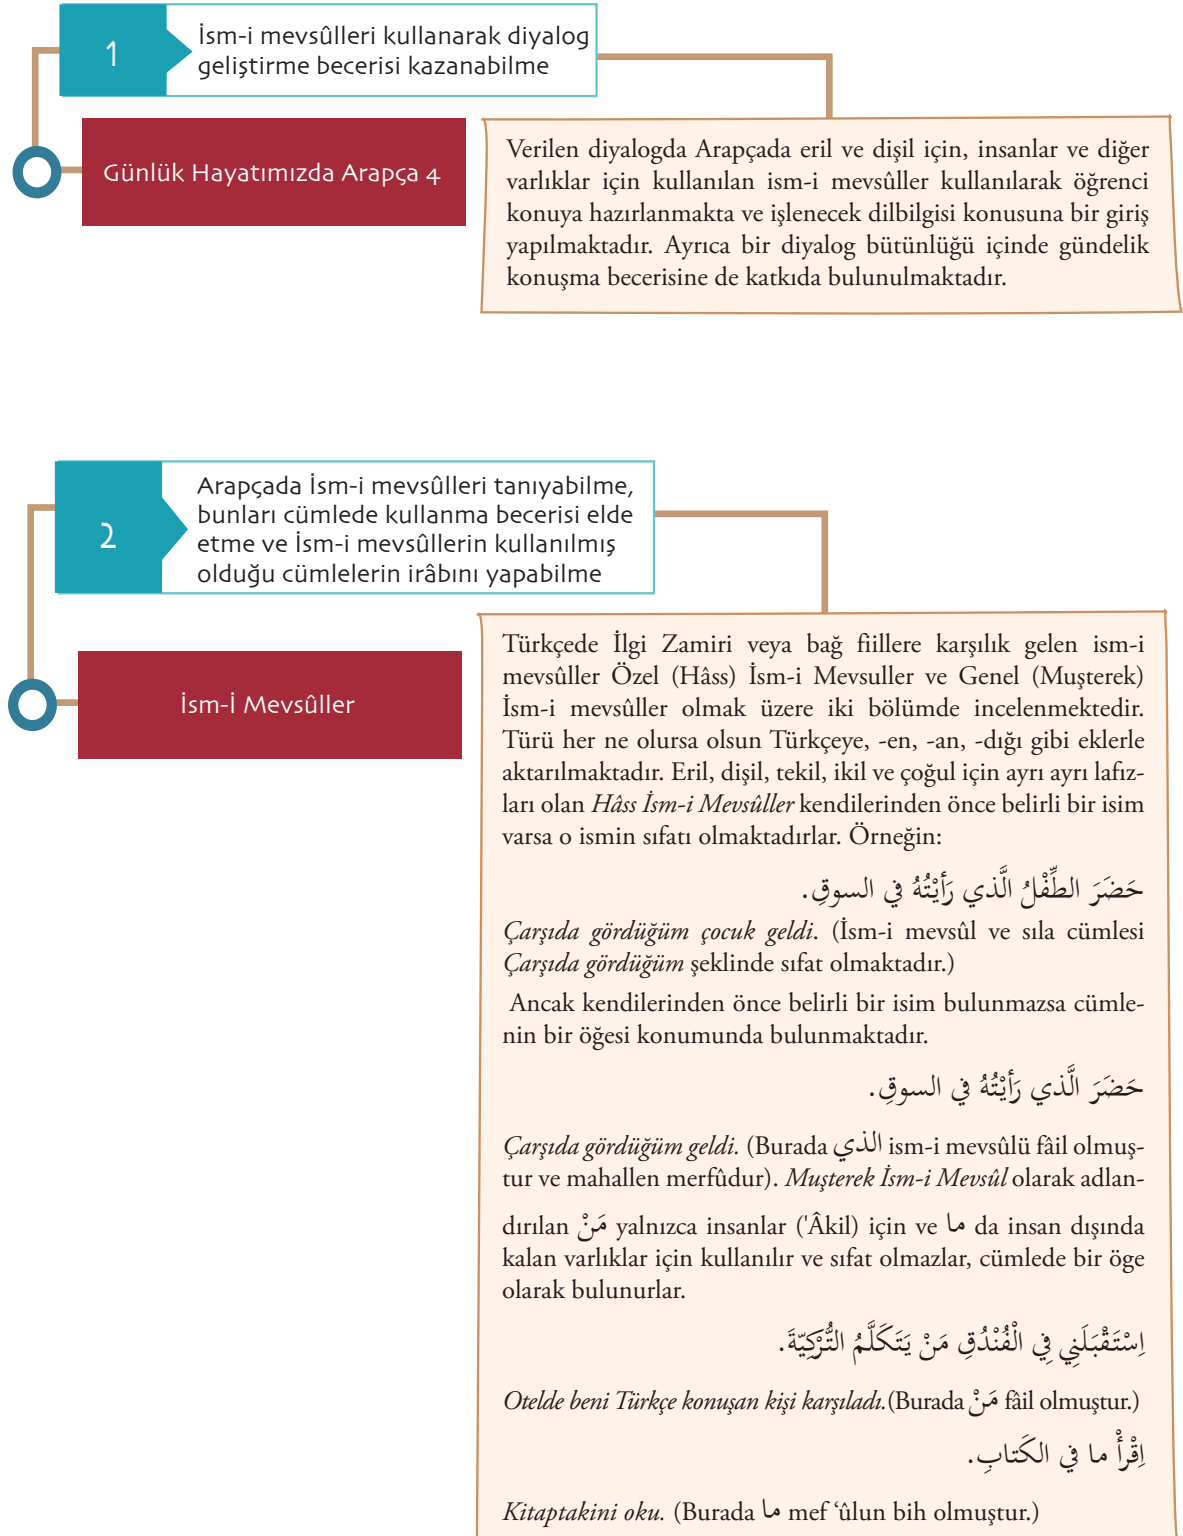 1
İsm-i mevsûlleri kullanarak diyalog
geliştirme becerisi kazanabilme
Günlük Hayatımızda Arapça 4
Verilen diyalogda Arapçada eril ve dişil için, insanlar ve diğer
varlıklar için kullanılan ism-i mevsûller kullanılarak öğrenci
konuya hazırlanmakta ve işlenecek dilbilgisi konusuna bir giriş
yapılmaktadır. Ayrıca bir diyalog bütünlüğü içinde gündelik
konuşma becerisine de katkıda bulunulmaktadır.
2
Arapçada İsm-i mevsûlleri tanıyabilme,
bunları cümlede kullanma becerisi elde
etme ve İsm-i mevsûllerin kullanılmış
olduğu cümlelerin irâbını yapabilme
İsm-İ Mevsûller
Türkçede İlgi Zamiri veya bağ fiillere karşılık gelen ism-i
mevsûller Özel (Hâss) İsm-i Mevsuller ve Genel (Muşterek)
İsm-i mevsûller olmak üzere iki bölümde incelenmektedir.
Türü her ne olursa olsun Türkçeye, -en, -an, -dığı gibi eklerle
aktarılmaktadır. Eril, dişil, tekil, ikil ve çoğul için ayrı ayrı lafız-
ları olan Hâss İsm-i Mevsûller kendilerinden önce belirli bir isim
varsa o ismin sıfatı olmaktadırlar. Örneğin:
حَضَرَ الطِّفْلُ الَّذي رَأَيْتُهُ في السوقِ.
Çarşıda gördüğüm çocuk geldi. (İsm-i mevsûl ve sıla cümlesi
Çarşıda gördüğüm şeklinde sıfat olmaktadır.)
Ancak kendilerinden önce belirli bir isim bulunmazsa cümle-
nin bir öğesi konumunda bulunmaktadır.
حَضَرَ الَّذي رَأَيْتُهُ في السوقِ.
Çarşıda gördüğüm geldi. (Burada الذي ism-i mevsûlü fâil olmuş-
tur ve mahallen merfûdur). Muşterek İsm-i Mevsûl olarak adlan-
dırılan مَنْ yalnızca insanlar ('Âkil) için ve ما da insan dışında
kalan varlıklar için kullanılır ve sıfat olmazlar, cümlede bir öge
olarak bulunurlar.
اِسْتَقْبَلَنِي فِي الْفُنْدُقِ مَنْ يَتَكَلَّمُ التُّرْكِيّةَ.
Otelde beni Türkçe konuşan kişi karşıladı.(Burada مَنْ fâil olmuştur.)
اِقْرَأْ ما في الكَتابِ.
Kitaptakini oku. (Burada ما mef ‘ûlun bih olmuştur.)